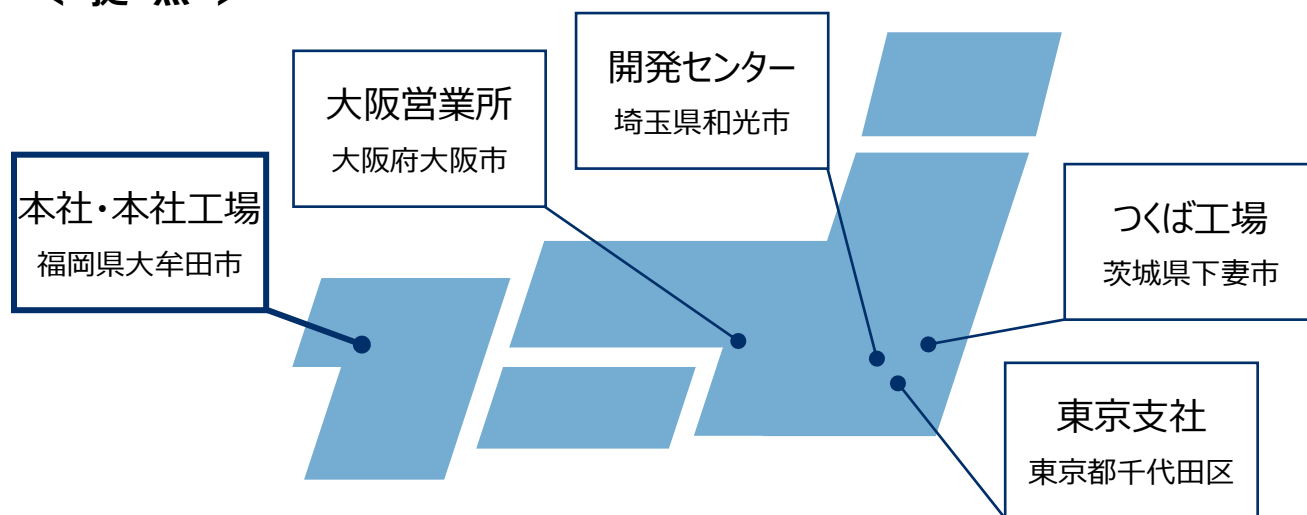 開発センター
埼玉県和光市
大阪営業所
大阪府大阪市
本社・本社工場
福岡県大牟田市
つくば工場
茨城県下妻市
東京支社
東京都千代田区